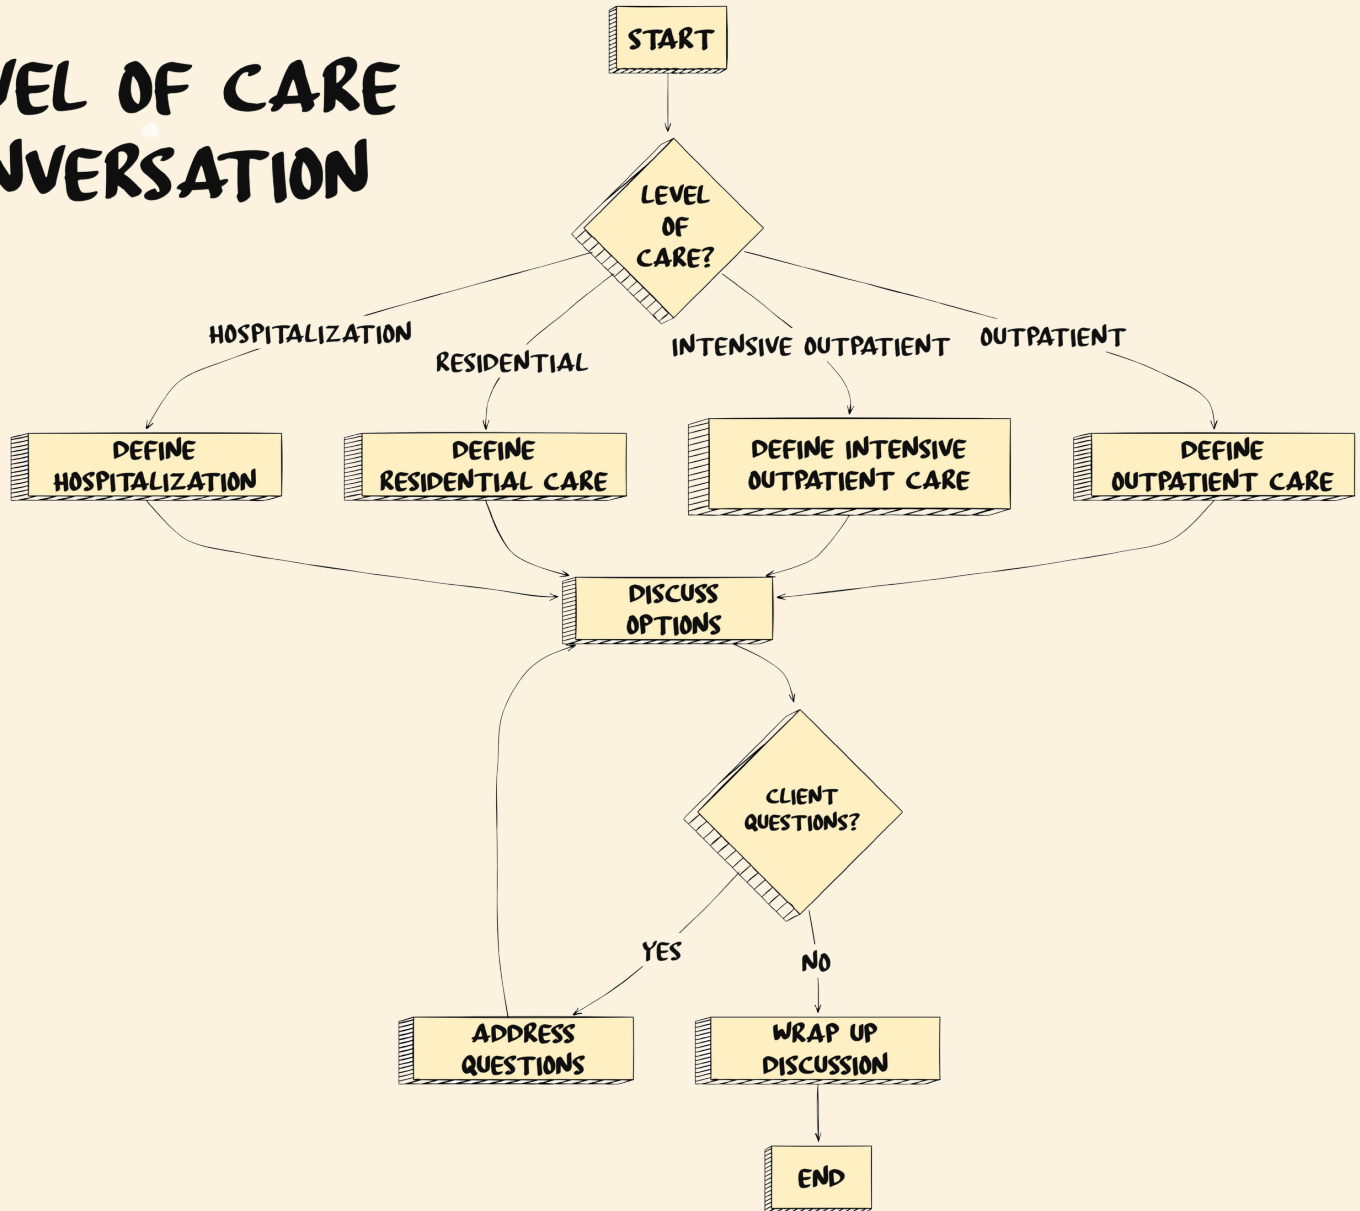 START
VEL OF CARE
NVERSATION
LEVEL
OF
CARE?
HOSPITALIZATION
RESIDENTIAL
INTENSIVE OUTPATIENT
OUTPATIENT
DEFINE
HOSPITALIZATION
DEFINE
RESIDENTIAL CARE
DEFINE INTENSIVE
OUTPATIENT CARE
DEFINE
OUTPATIENT CARE
DISCUSS
OPTIONS
CLIENT
QUESTIONS?
YES
NO
ADDRESS
QUESTIONS
WRAP UP
DISCUSSION
END